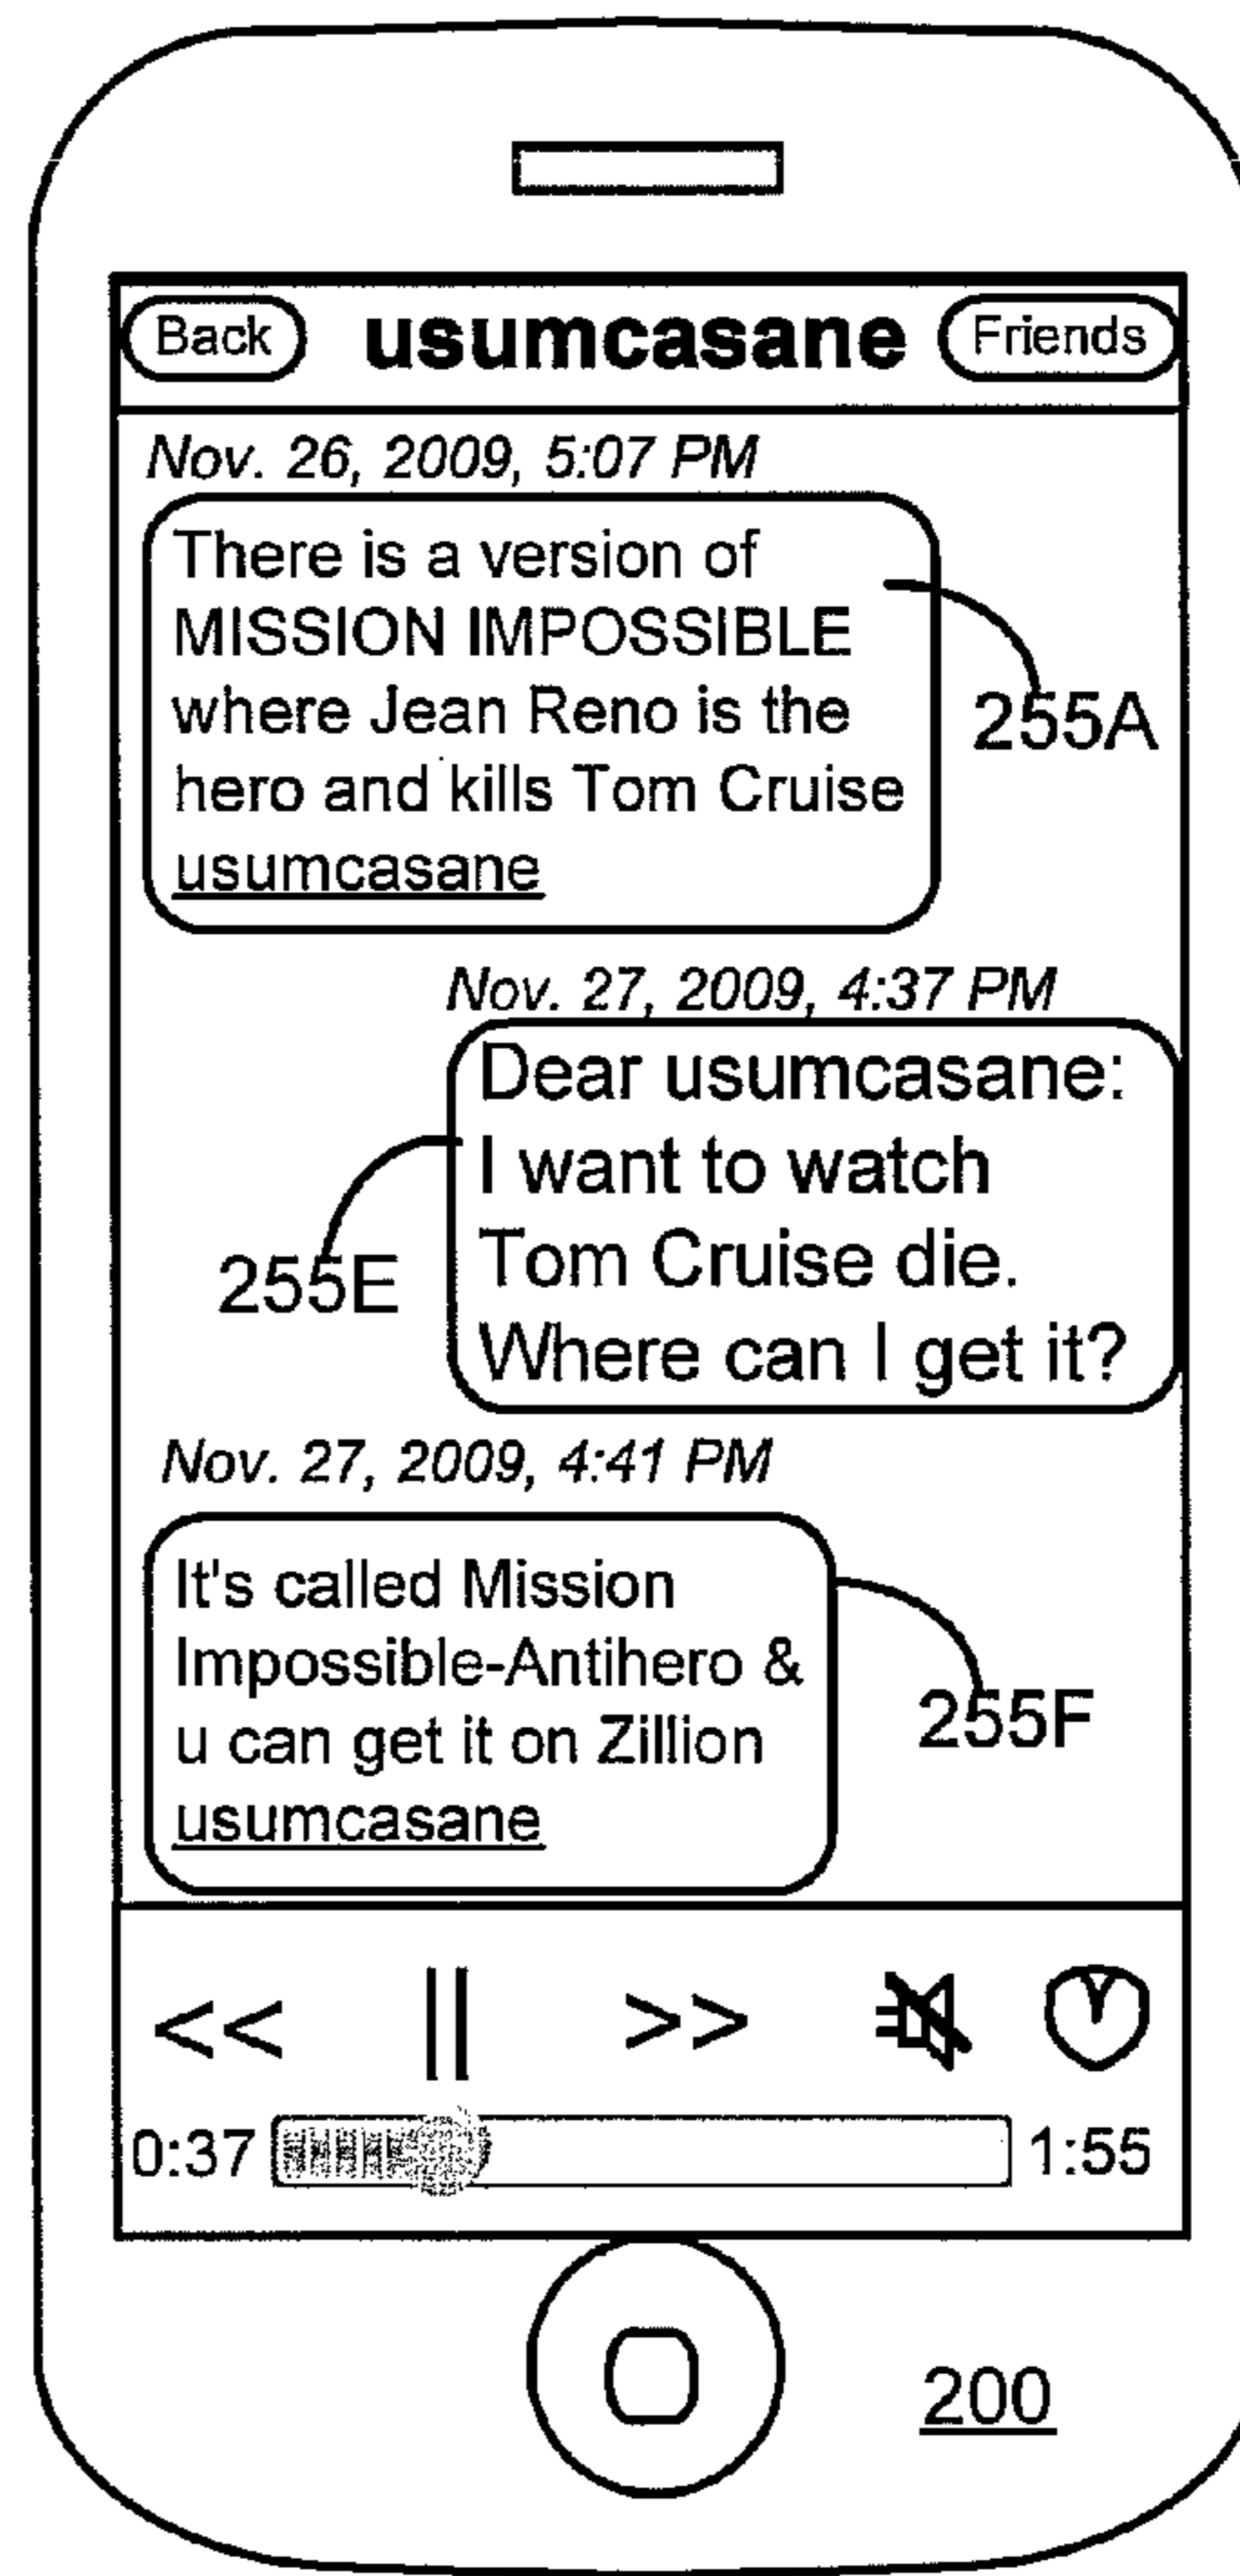 Back usumcasane Friends
Nov. 26, 2009, 5:07 PM
There is a version of
MISSION IMPOSSIBLE
where Jean Reno is the
hero and kills Tom Cruise
usumcasane
255A
Nov. 27, 2009, 4:37 PM
Dear usumcasane:
I want to watch
Tom Cruise die.
Where can I get it?
255E
Nov. 27, 2009, 4:41 PM
It's called Mission
Impossible-Antihero &
u can get it on Zillion
usumcasane
255F
<< || >>
0:37 1:55
200